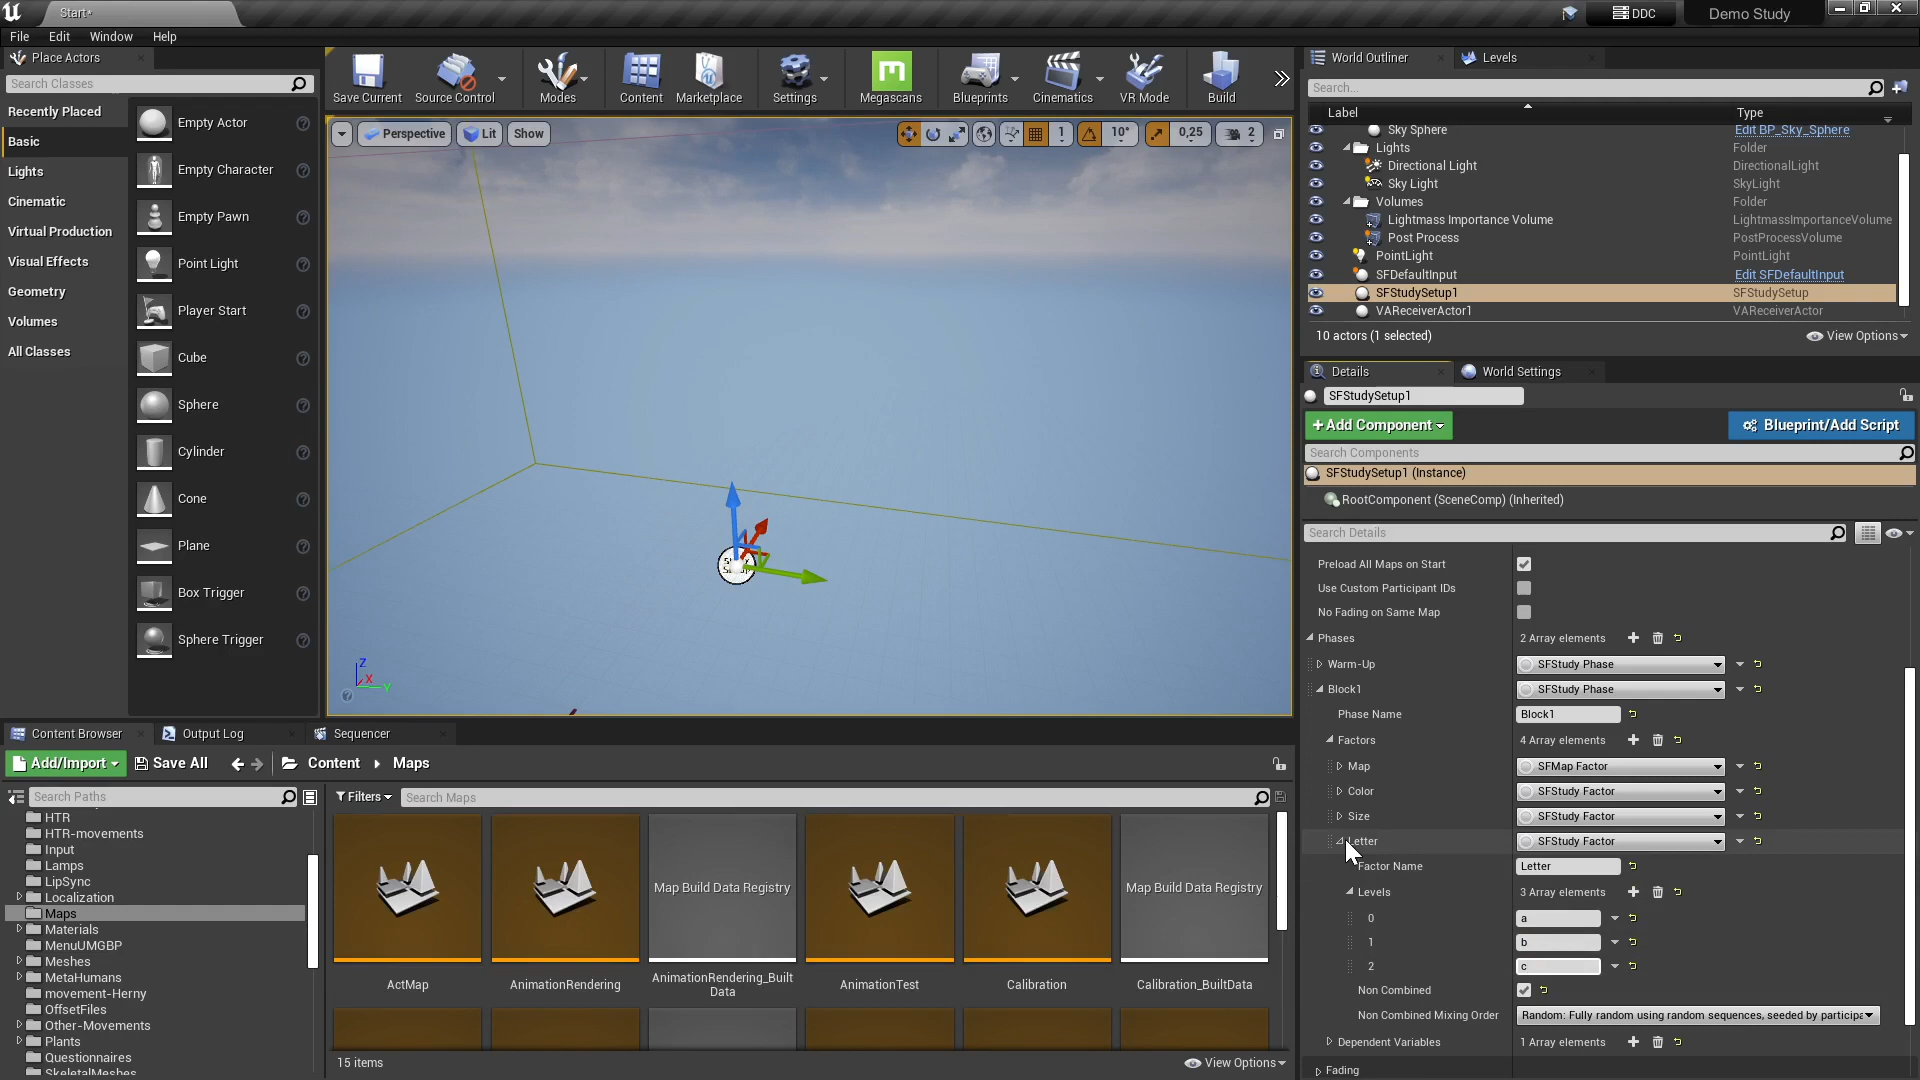 Start*
DDC
Demo Study
File Edit Window Help
Place Actors
Search Classes
Recently Placed
Basic
Lights
Cinematic
Virtual Production
Visual Effects
Geometry
Volumes
All Classes
Empty Actor
Empty Character
Empty Pawn
Point Light
Player Start
Cube
Sphere
Cylinder
Cone
Plane
Box Trigger
Sphere Trigger
Save Current Source Control Modes Content Marketplace Settings Megascans Blueprints Cinematics VR Mode Build
Perspective Lit Show 1 10° 0,25 2
Z
X
Y
World Outliner Levels
Search...
Label Type
Sky Sphere Edit BP_Sky_Sphere
Lights Folder
Directional Light DirectionalLight
Sky Light SkyLight
Volumes Folder
Lightmass Importance Volume LightmassImportanceVolume
Post Process PostProcessVolume
PointLight PointLight
SFDefaultInput Edit SFDefaultInput
SFStudySetup1 SFStudySetup
VAReceiverActor1 VAReceiverActor
10 actors (1 selected) View Options
Details World Settings
SFStudySetup1
+Add Component Blueprint/Add Script
Search Components
SFStudySetup1 (Instance)
RootComponent (SceneComp) (Inherited)
Search Details
Preload All Maps on Start
Use Custom Participant IDs
No Fading on Same Map
Phases 2 Array elements
Warm-Up SFStudy Phase
Block1 SFStudy Phase
Phase Name Block1
Factors 4 Array elements
Map SFMap Factor
Color SFStudy Factor
Size SFStudy Factor
Letter SFStudy Factor
Factor Name Letter
Levels 3 Array elements
0 a
1 b
2 c
Non Combined
Non Combined Mixing Order Random: Fully random using random sequences, seeded by participa
Dependent Variables 1 Array elements
Fading
Content Browser Output Log Sequencer
Add/Import Save All Content Maps
Search Paths
Filters Search Maps
HTR
HTR-movements
Input
Lamps
LipSync
Localization
Maps
Materials
MenuUMGBP
Meshes
MetaHumans
movement-Herny
OffsetFiles
Other-Movements
Plants
Questionnaires
SkeletalMeshes
Map Build Data Registry
Map Build Data Registry
ActMap
AnimationRendering
AnimationRendering_Built
Data
AnimationTest
Calibration
Calibration_BuiltData
15 items View Options